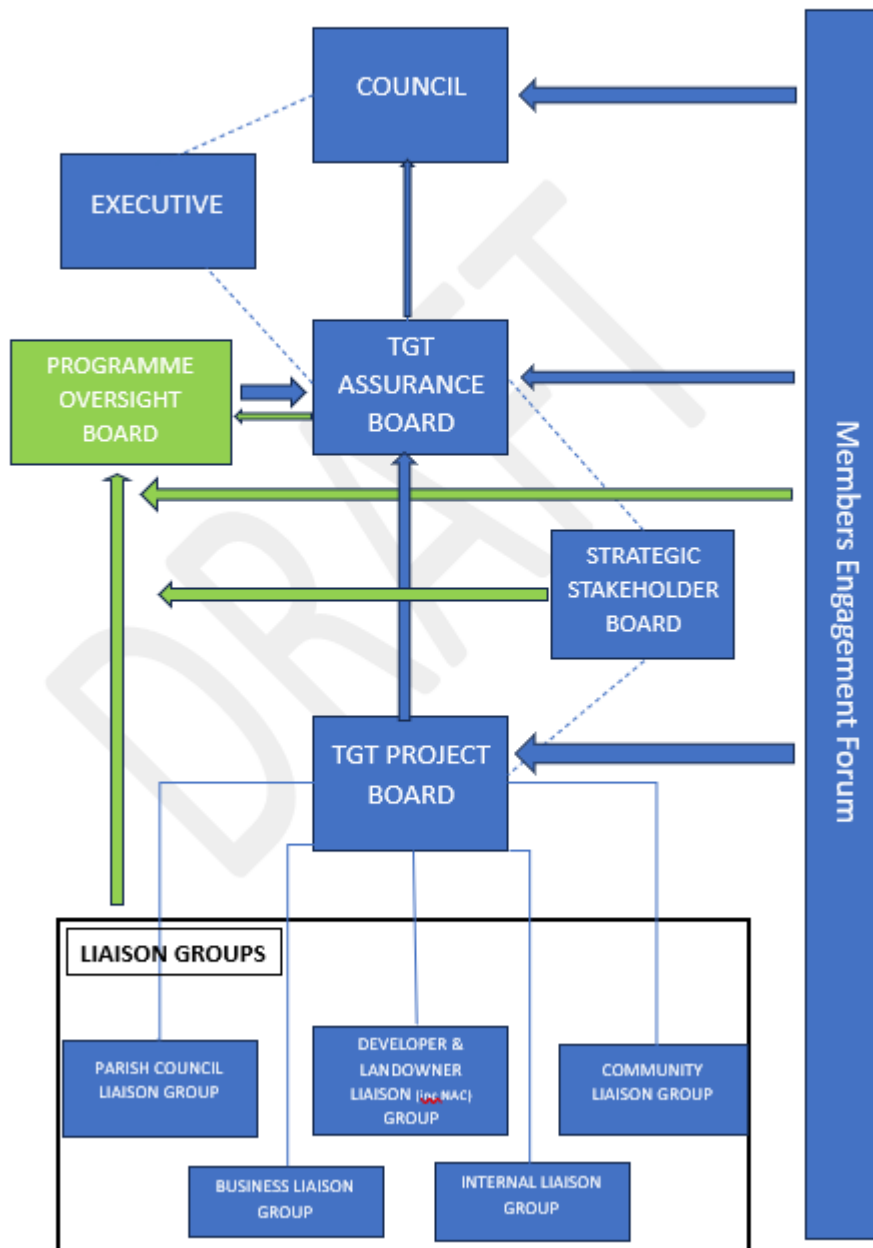 COUNCIL
EXECUTIVE
PROGRAMME
OVERSIGHT
BOARD
TGT
ASSURANCE
BOARD
STRATEGIC
STAKEHOLDER
BOARD
TGT PROJECT
BOARD
Members Engagement Forum
LIAISON GROUPS
PARISH COUNCIL
LIAISON GROUP
DEVELOPER &
LANDOWNER
LIAISON (inc NAC)
GROUP
COMMUNITY
LIAISON GROUP
BUSINESS LIAISON
GROUP
INTERNAL LIAISON
GROUP
DRAFT